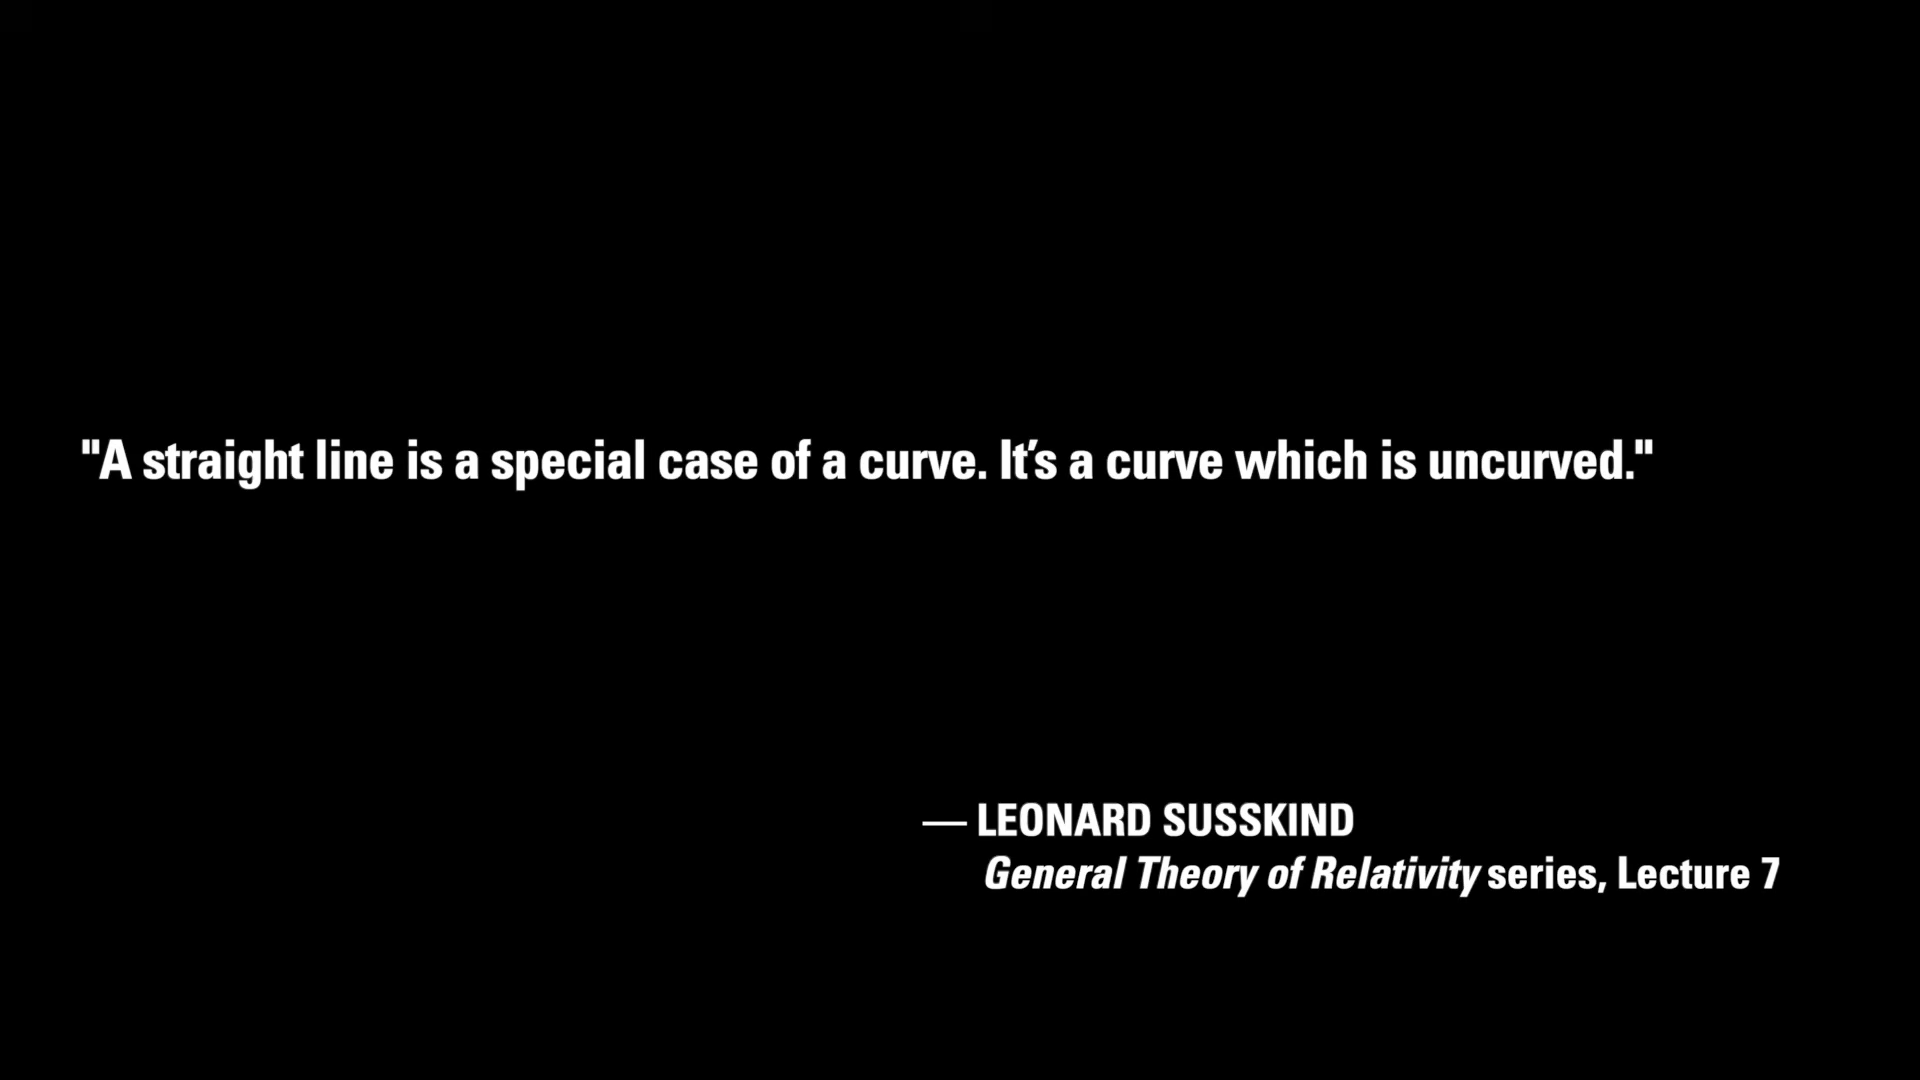 "A straight line is a special case of a curve. It’s a curve which is uncurved."
— LEONARD SUSSKIND
General Theory of Relativity series, Lecture 7